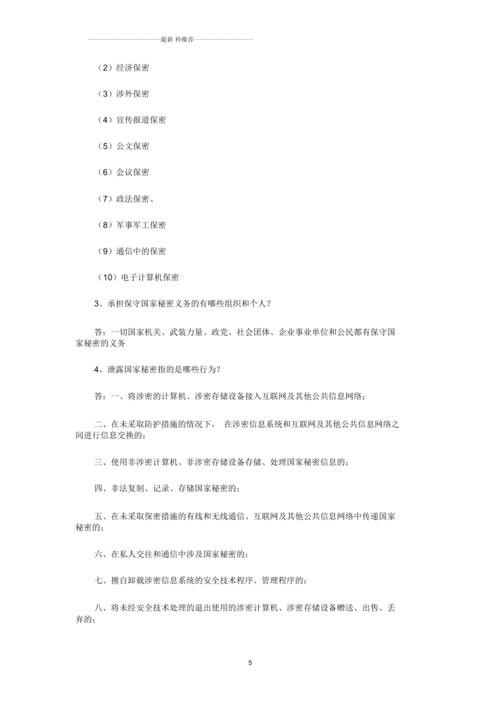 最新 料推荐
（2）经济保密
（3）涉外保密
（4）宣传报道保密
（5）公文保密
（6）会议保密
（7）政法保密、
（8）军事军工保密
（9）通信中的保密
（10）电子计算机保密
3、承担保守国家秘密义务的有哪些组织和个人？
答：一切国家机关、武装力量、政党、社会团体、企业事业单位和公民都有保守国
家秘密的义务
4、泄露国家秘密指的是哪些行为？
答：一、将涉密的计算机、涉密存储设备接入互联网及其他公共信息网络；
二、在未采取防护措施的情况下， 在涉密信息系统和互联网及其他公共信息网络之
间进行信息交换的；
三、使用非涉密计算机、非涉密存储设备存储、处理国家秘密信息的；
四、非法复制、记录、存储国家秘密的；
五、在未采取保密措施的有线和无线通信、互联网及其他公共信息网络中传递国家
秘密的；
六、在私人交往和通信中涉及国家秘密的；
七、擅自卸载涉密信息系统的安全技术程序、管理程序的；
八、将未经安全技术处理的退出使用的涉密计算机、涉密存储设备赠送、出售、丢
弃的；
5